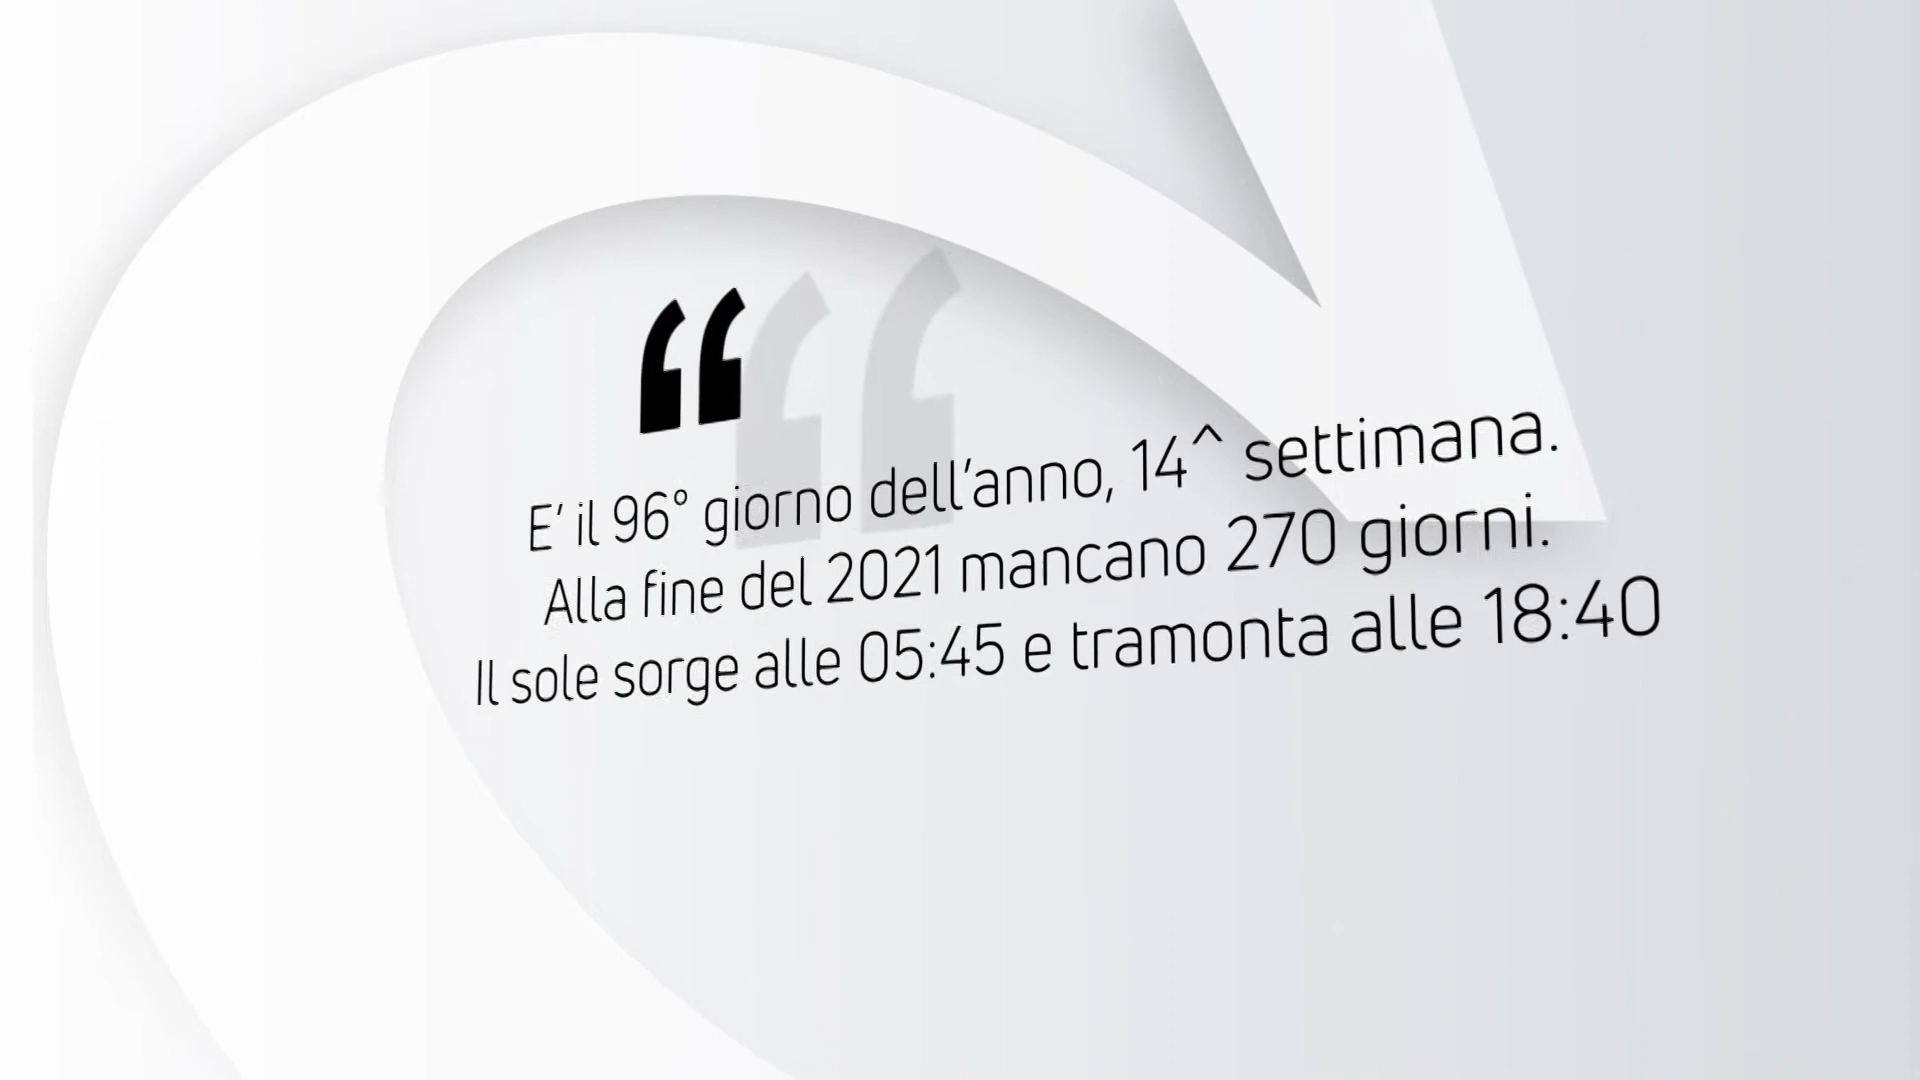 “
E’ il 96° giorno dell’anno, 14^ settimana.
Alla fine del 2021 mancano 270 giorni.
Il sole sorge alle 05:45 e tramonta alle 18:40